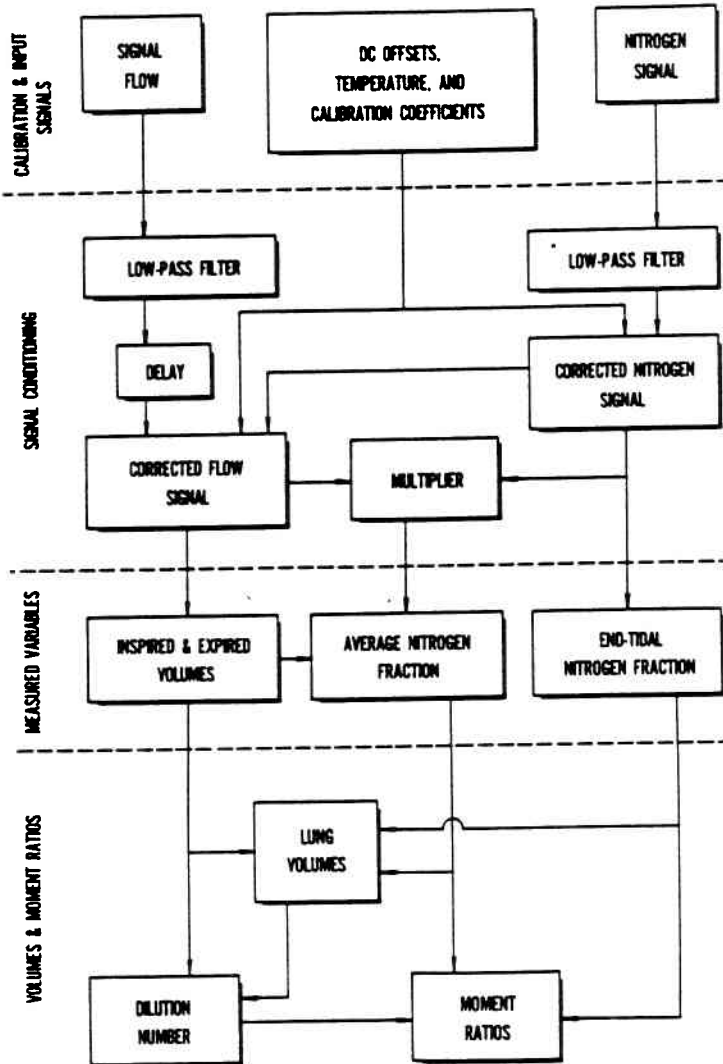 CALIBRATION & INPUT
SIGNALS
SIGNAL
FLOW
DC OFFSETS,
TEMPERATURE, AND
CALIBRATION COEFFICIENTS
NITROGEN
SIGNAL
SIGNAL CONDITIONING
LOW-PASS FILTER
LOW-PASS FILTER
DELAY
CORRECTED NITROGEN
SIGNAL
CORRECTED FLOW
SIGNAL
MULTIPLIER
MEASURED VARIABLES
INSPIRED & EXPIRED
VOLUMES
AVERAGE NITROGEN
FRACTION
END-TIDAL
NITROGEN FRACTION
VOLUMES & MOMENT RATIOS
LUNG
VOLUMES
DILUTION
NUMBER
MOMENT
RATIOS